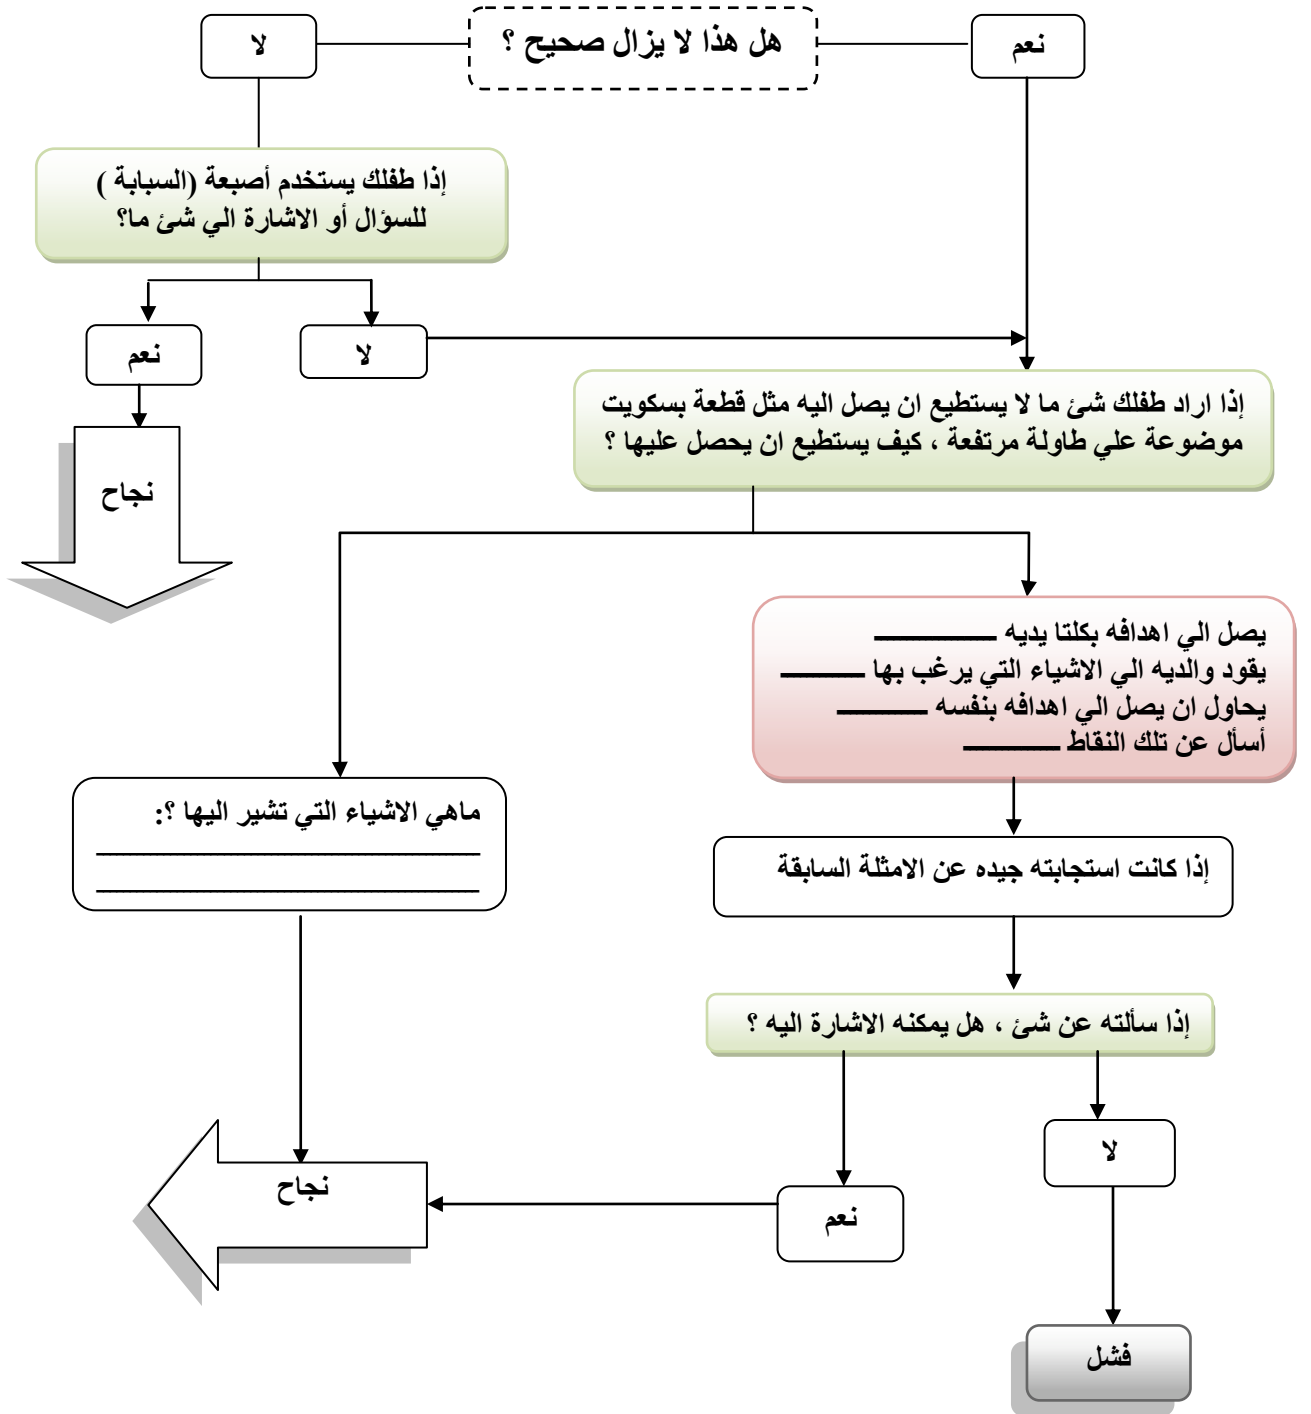 هل هذا لا يزال صحيح ؟
نعم
لا
إذا طفلك يستخدم أصبعة (السبابة )
للسؤال أو الاشارة الي شئ ما؟
لا
نعم
نجاح
إذا اراد طفلك شئ ما لا يستطيع ان يصل اليه مثل قطعة بسكويت
موضوعة علي طاولة مرتفعة ، كيف يستطيع ان يحصل عليها ؟
يصل الي اهدافه بكلتا يديه ــــــــــــــــ
يقود والديه الي الاشياء التي يرغب بها ــــــــــــــــ
يحاول ان يصل الي اهدافه بنفسه ــــــــــــــــ
أسأل عن تلك النقاط ــــــــــــــــ
ماهي الاشياء التي تشير اليها ؟:
إذا كانت استجابته جيده عن الامثلة السابقة
إذا سألته عن شئ ، هل يمكنه الاشارة اليه ؟
لا
نعم
نجاح
فشل